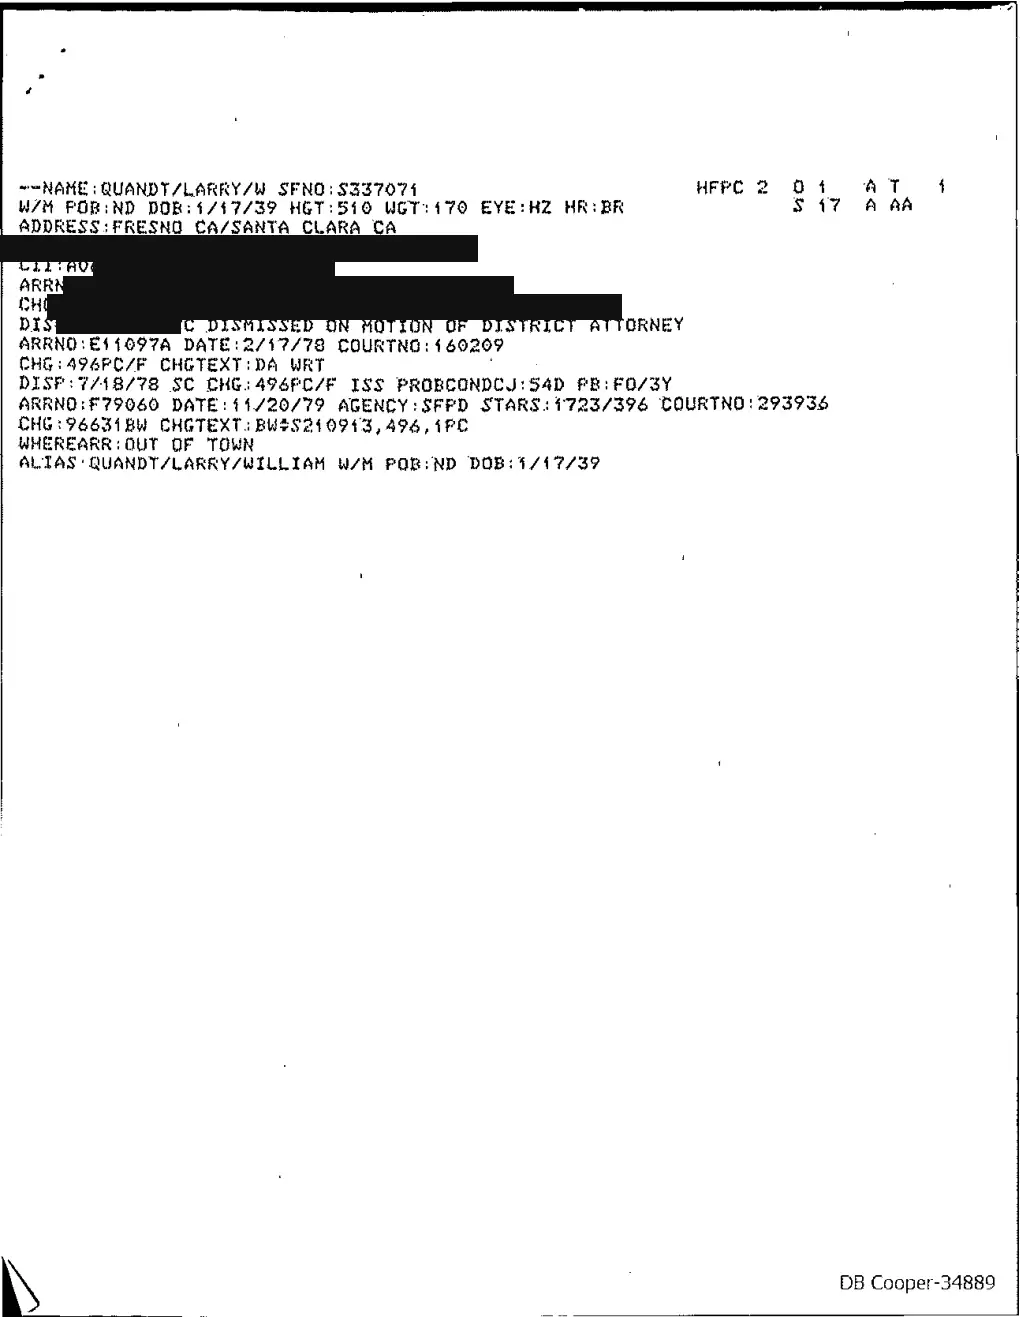 --NAME:QUANDT/LARRY/W SFNO:S337071 HFPC 2 O 1 A T 1
W/M POB:ND DOB:1/17/39 HGT:510 WGT:170 EYE:HZ HR:BR S 17 A AA
ADDRESS:FRESNO CA/SANTA CLARA CA
CII:A0
ARRN
CH
DIS C DISMISSED ON MOTION OF DISTRICT ATTORNEY
ARRNO:E11097A DATE:2/17/78 COURTNO:160209
CHG:496PC/F CHGTEXT:DA WRT
DISP:7/18/78 SC CHG:496PC/F ISS PROBCONDCJ:54D PB:FO/3Y
ARRNO:F79060 DATE:11/20/79 AGENCY:SFPD STARS:1723/396 COURTNO:293936
CHG:96631BW CHGTEXT:BW#S210913,496,1PC
WHEREARR:OUT OF TOWN
ALIAS:QUANDT/LARRY/WILLIAM W/M POB:ND DOB:1/17/39
DB Cooper-34889